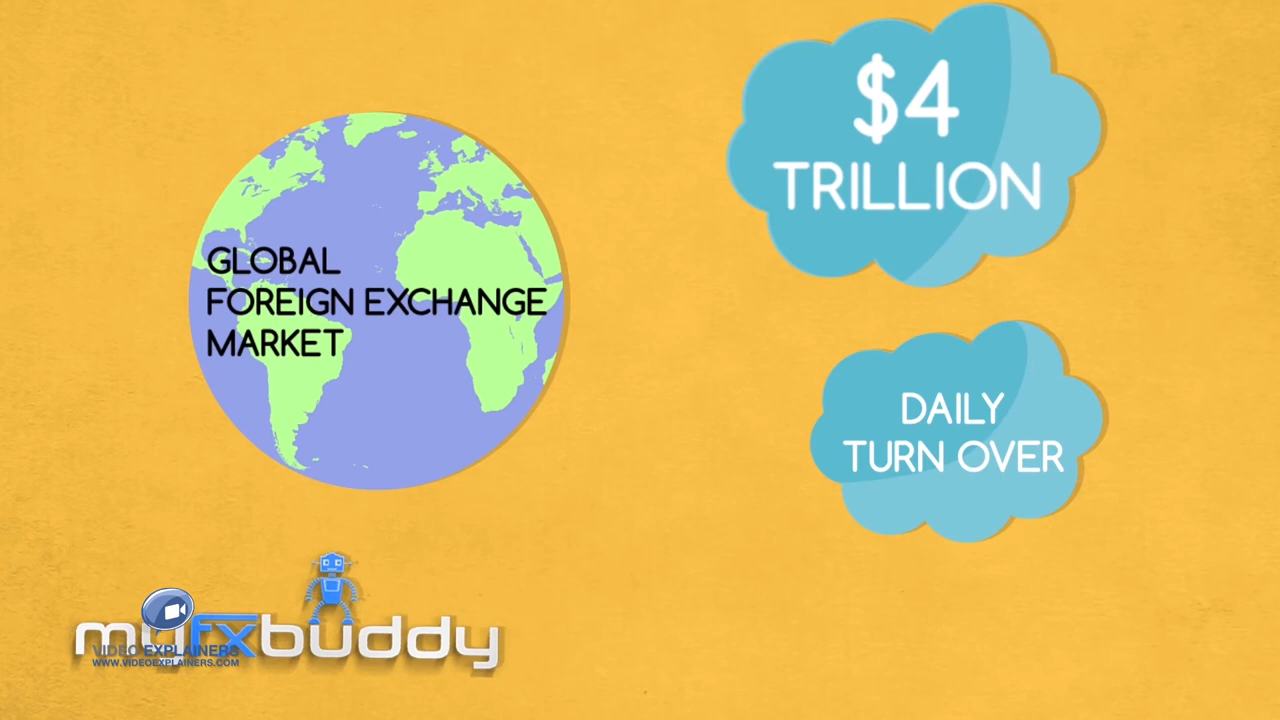 GLOBAL
FOREIGN EXCHANGE
MARKET
$4
TRILLION
DAILY
TURN OVER
myfxbuddy
VIDEO EXPLAINERS
WWW.VIDEOEXPLAINERS.COM